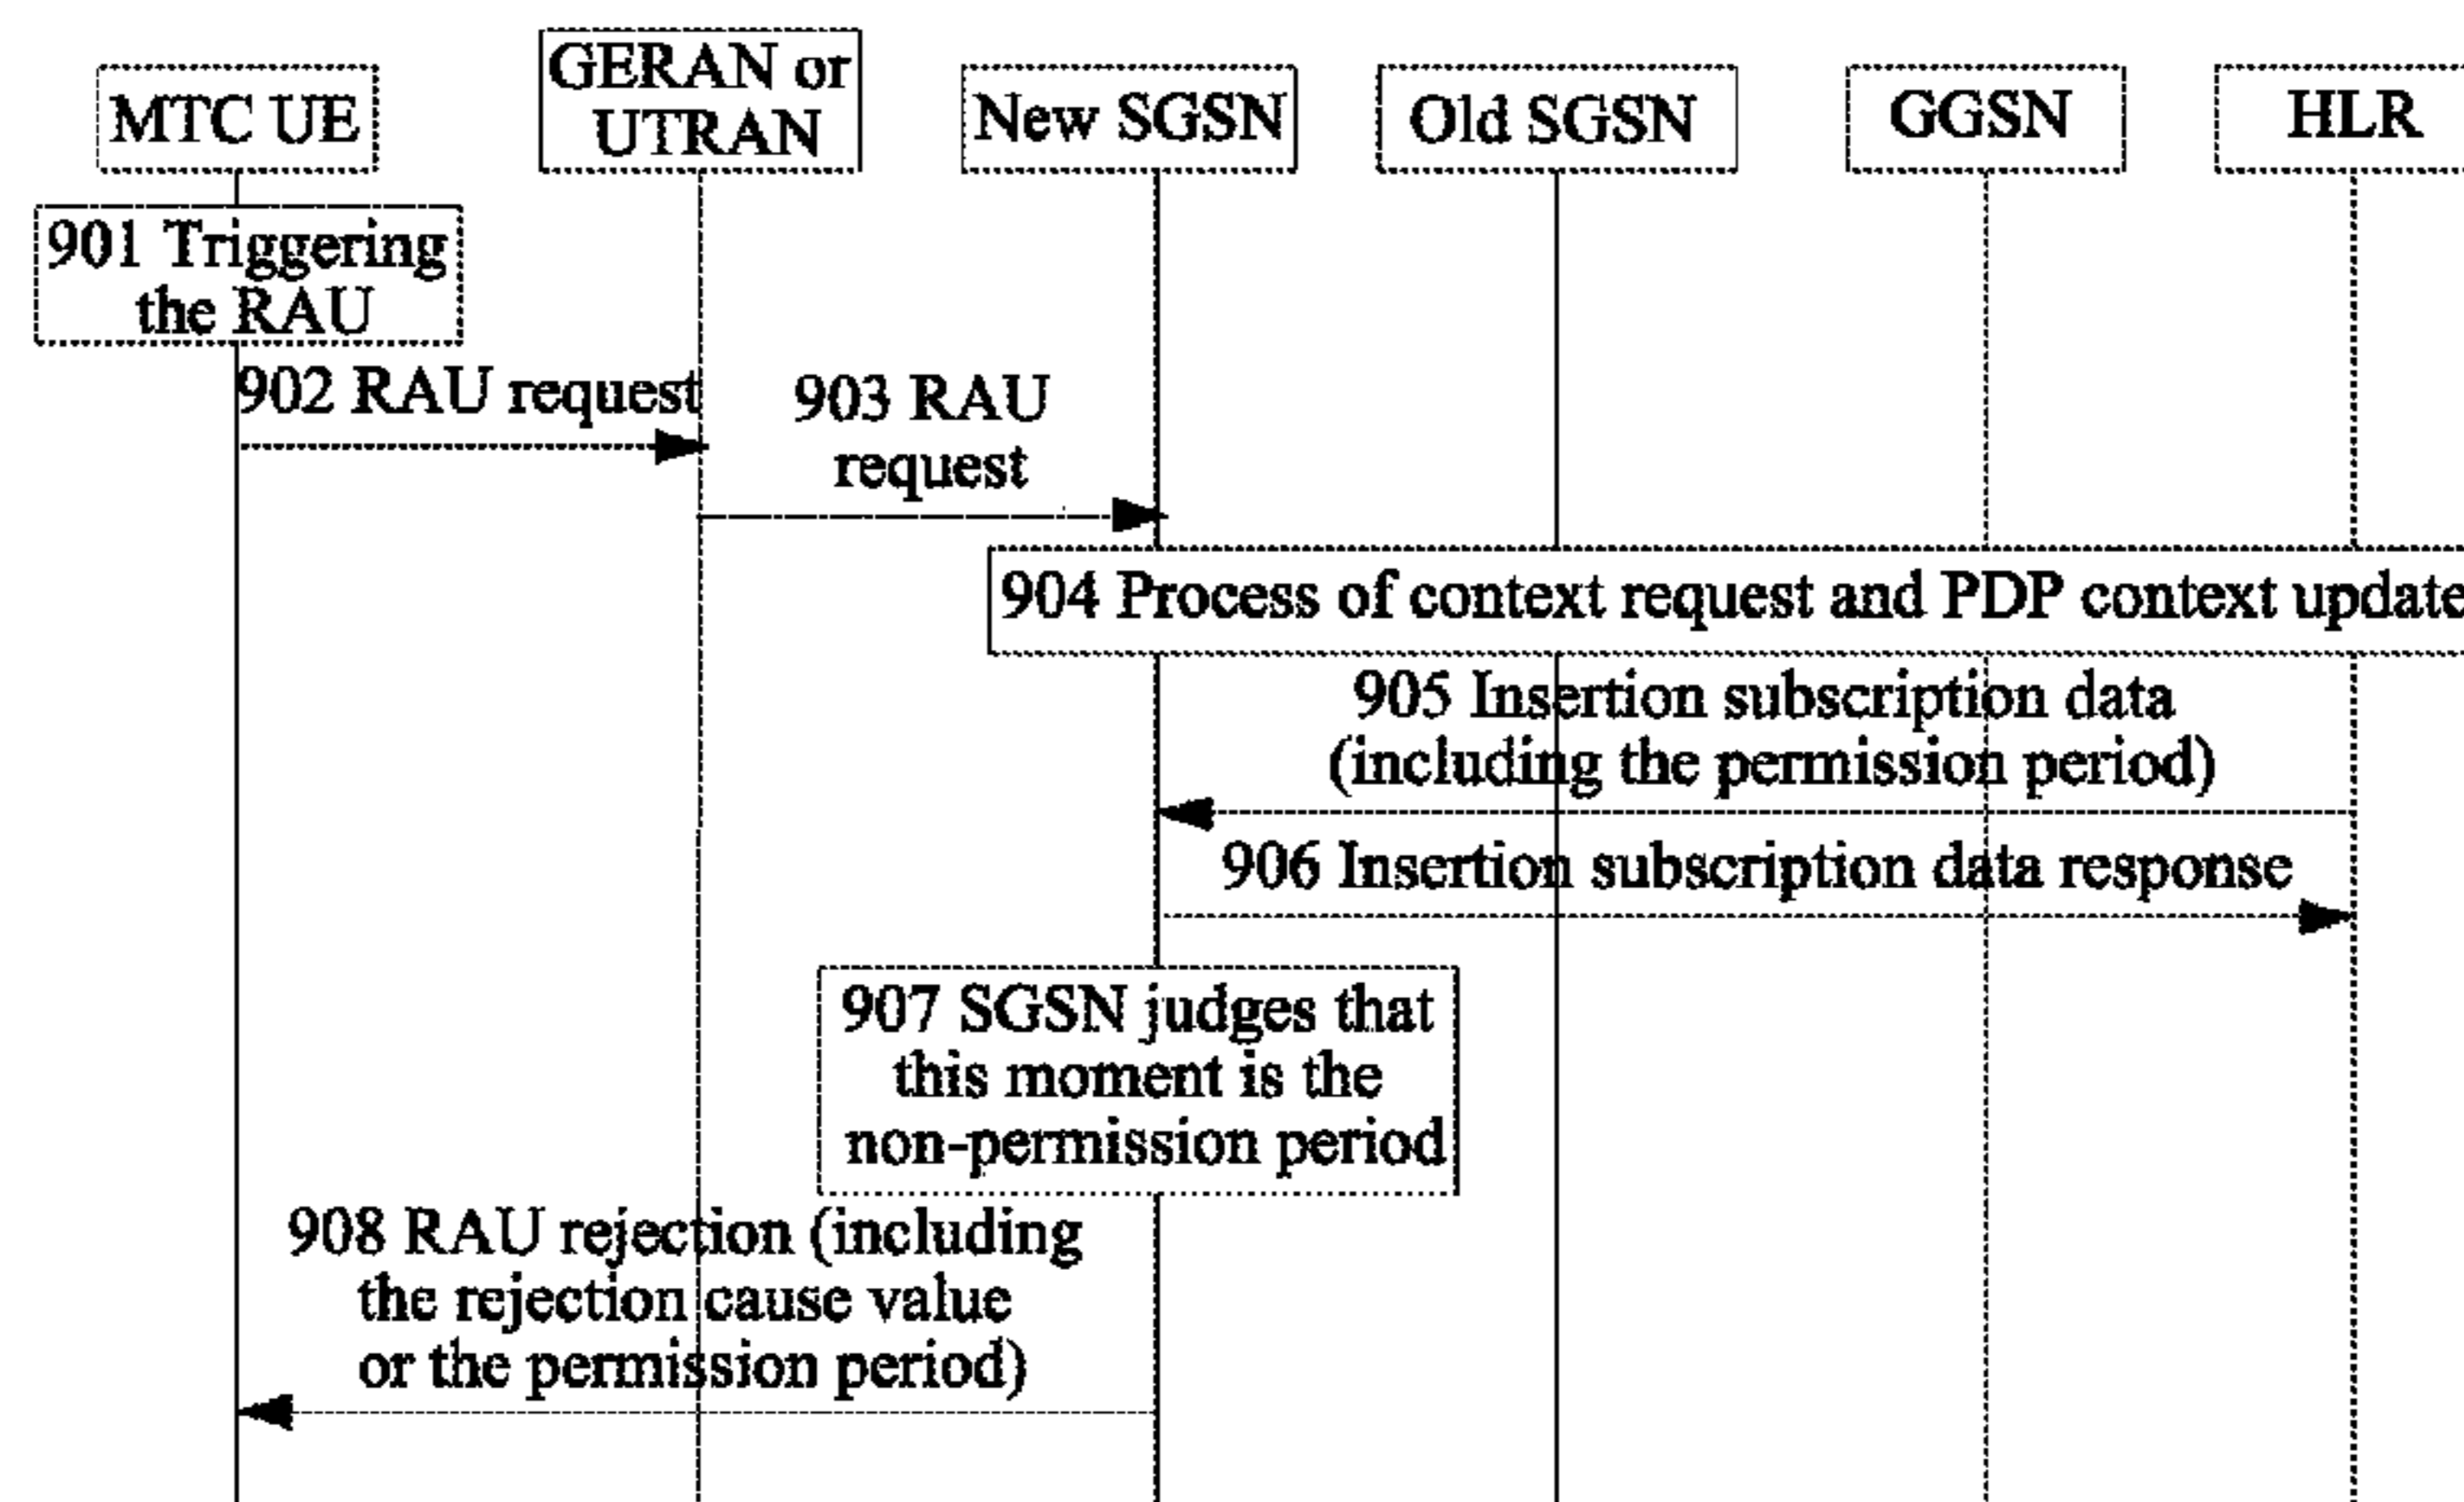 MTC UE
GERAN or
UTRAN
New SGSN
Old SGSN
GGSN
HLR
901 Triggering
the RAU
902 RAU request
903 RAU
request
904 Process of context request and PDP context update
905 Insertion subscription data
(including the permission period)
906 Insertion subscription data response
907 SGSN judges that
this moment is the
non-permission period
908 RAU rejection (including
the rejection cause value
or the permission period)